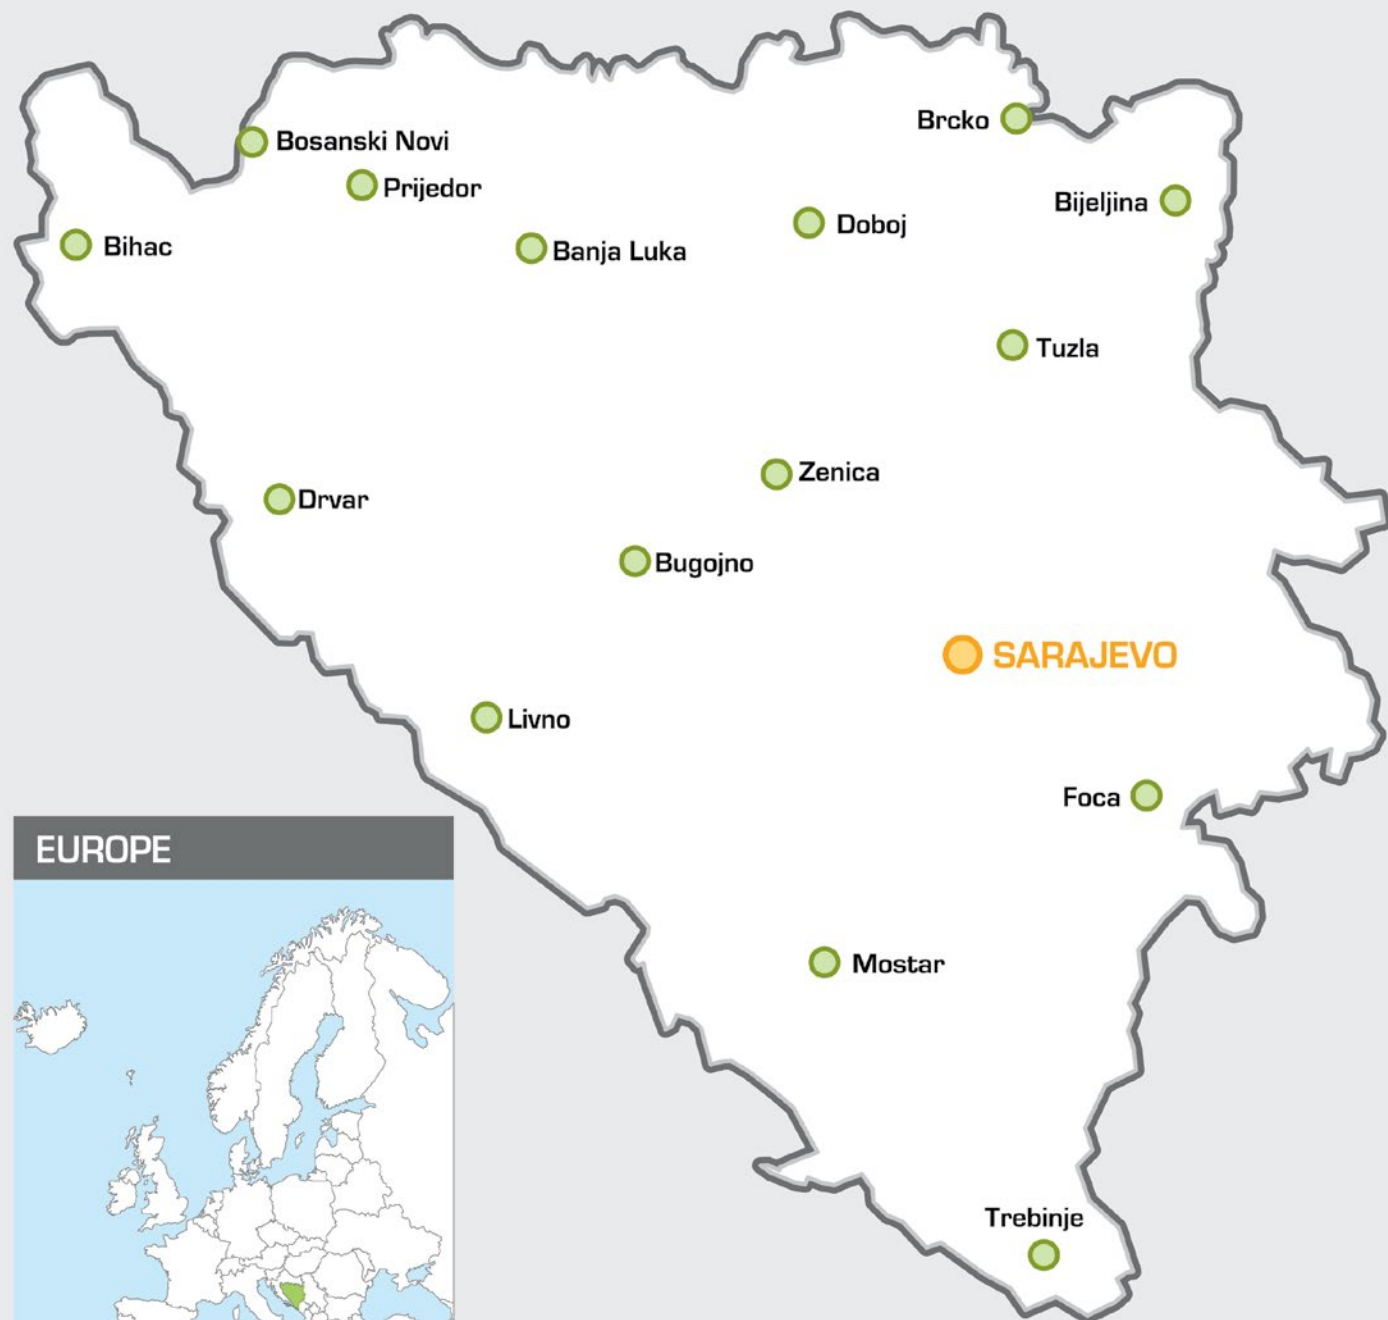 Brcko
Bosanski Novi
Prijedor
Bijeljina
Doboj
Bihac
Banja Luka
Tuzla
Zenica
Drvar
Bugojno
SARAJEVO
Livno
Foca
EUROPE
Mostar
Trebinje